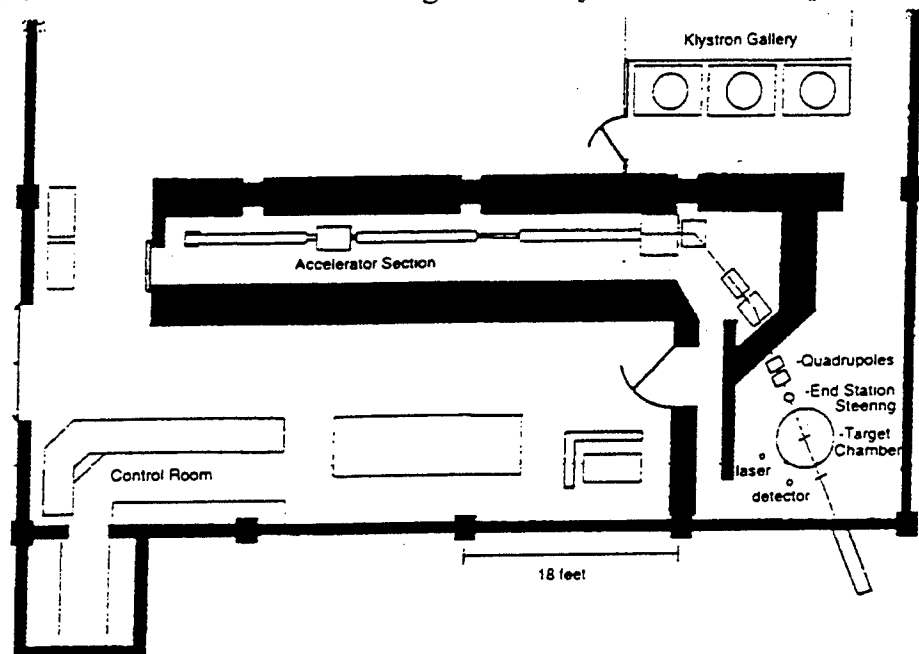 Klystron Gallery
Accelerator Section
-Quadrupoles
-End Station
Steering
-Target
Chamber
laser
detector
Control Room
18 feet